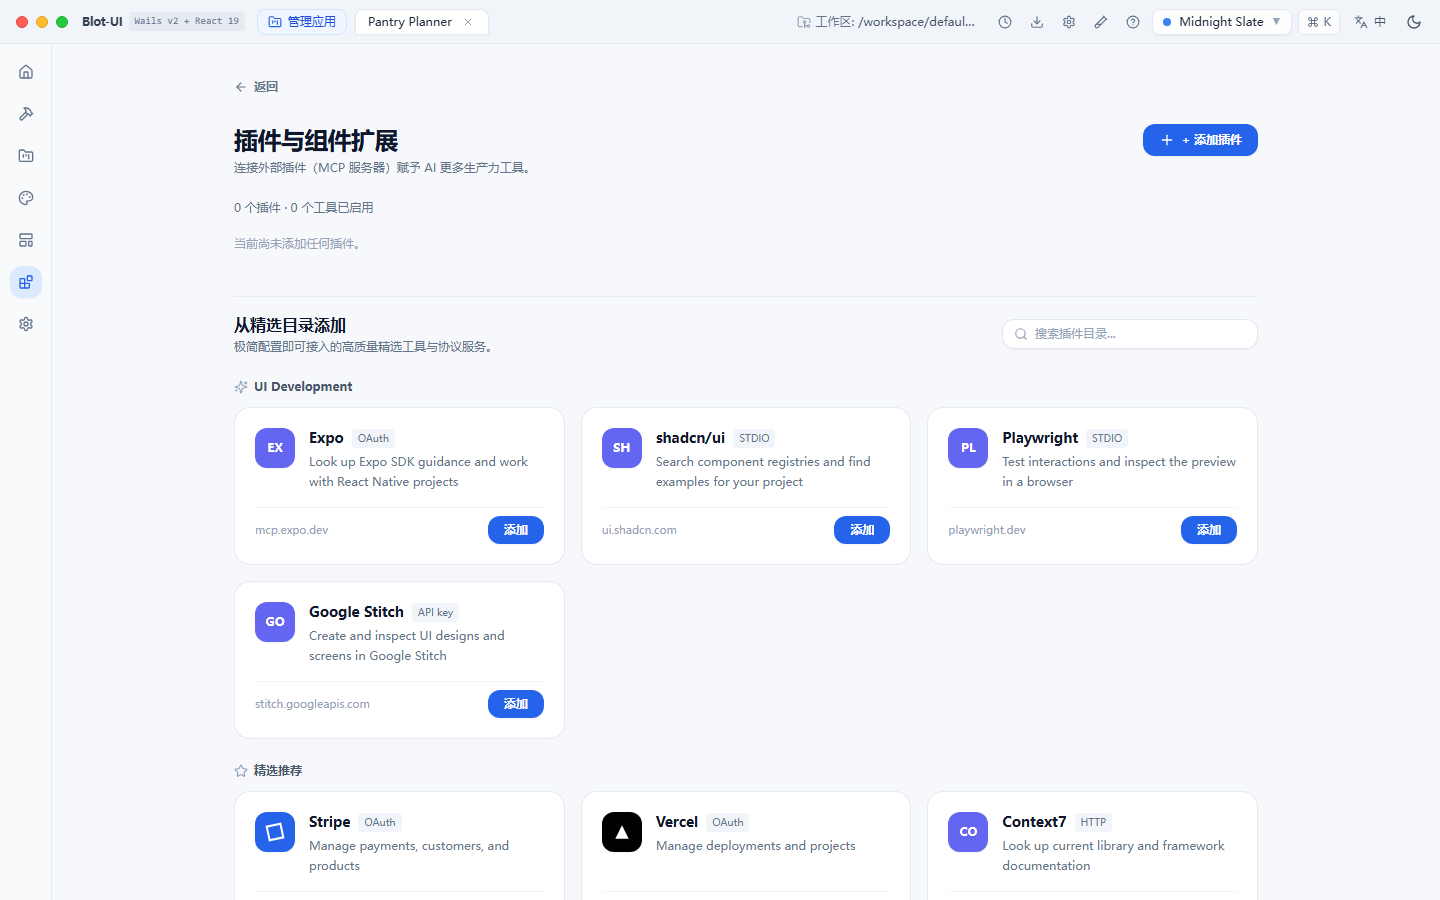 Blot-UI
Wails v2 + React 19
管理应用
Pantry Planner
工作区: /workspace/defaul...
Midnight Slate
⌘ K
中
返回
插件与组件扩展
+ 添加插件
连接外部插件（MCP 服务器）赋予 AI 更多生产力工具。
0 个插件 · 0 个工具已启用
当前尚未添加任何插件。
从精选目录添加
极简配置即可接入的高质量精选工具与协议服务。
搜索插件目录...
UI Development
EX
Expo
OAuth
Look up Expo SDK guidance and work
with React Native projects
mcp.expo.dev
添加
SH
shadcn/ui
STDIO
Search component registries and find
examples for your project
ui.shadcn.com
添加
PL
Playwright
STDIO
Test interactions and inspect the preview
in a browser
playwright.dev
添加
GO
Google Stitch
API key
Create and inspect UI designs and
screens in Google Stitch
stitch.googleapis.com
添加
精选推荐
Stripe
OAuth
Manage payments, customers, and
products
Vercel
OAuth
Manage deployments and projects
CO
Context7
HTTP
Look up current library and framework
documentation